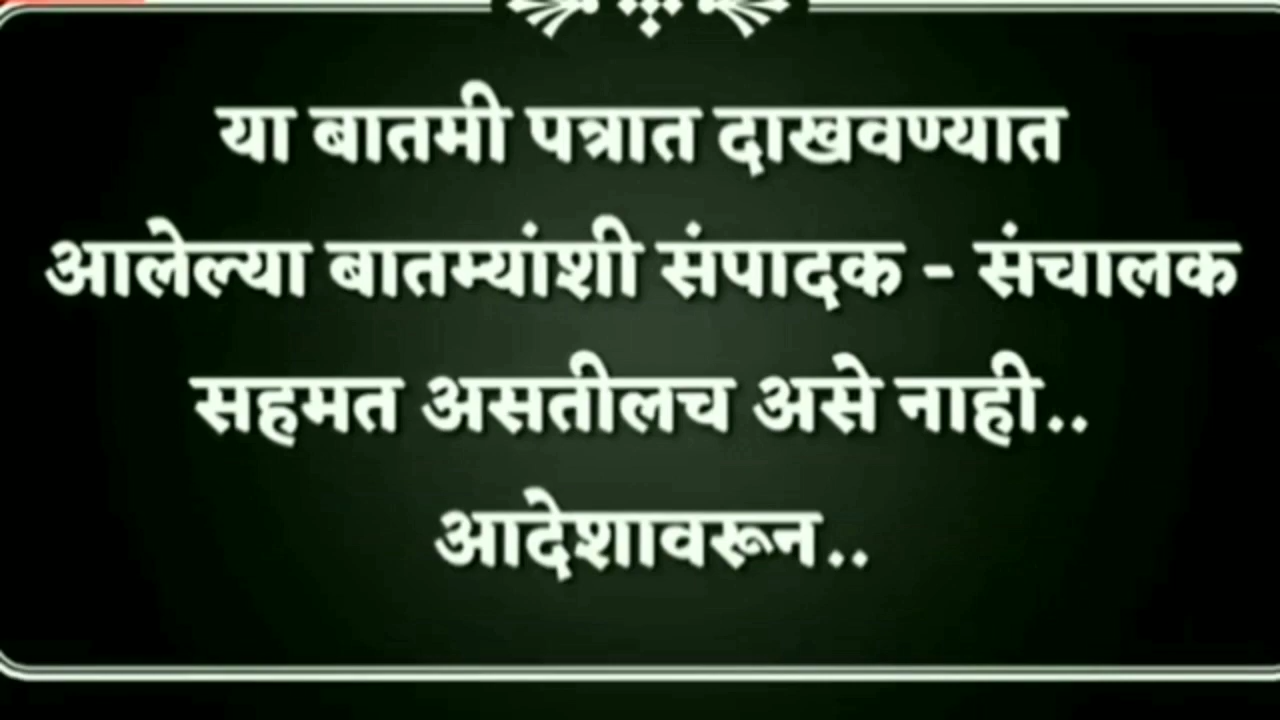 या बातमी पत्रात दाखवण्यात
आलेल्या बातम्यांशी संपादक - संचालक
सहमत असतीलच असे नाही..
आदेशावरून..